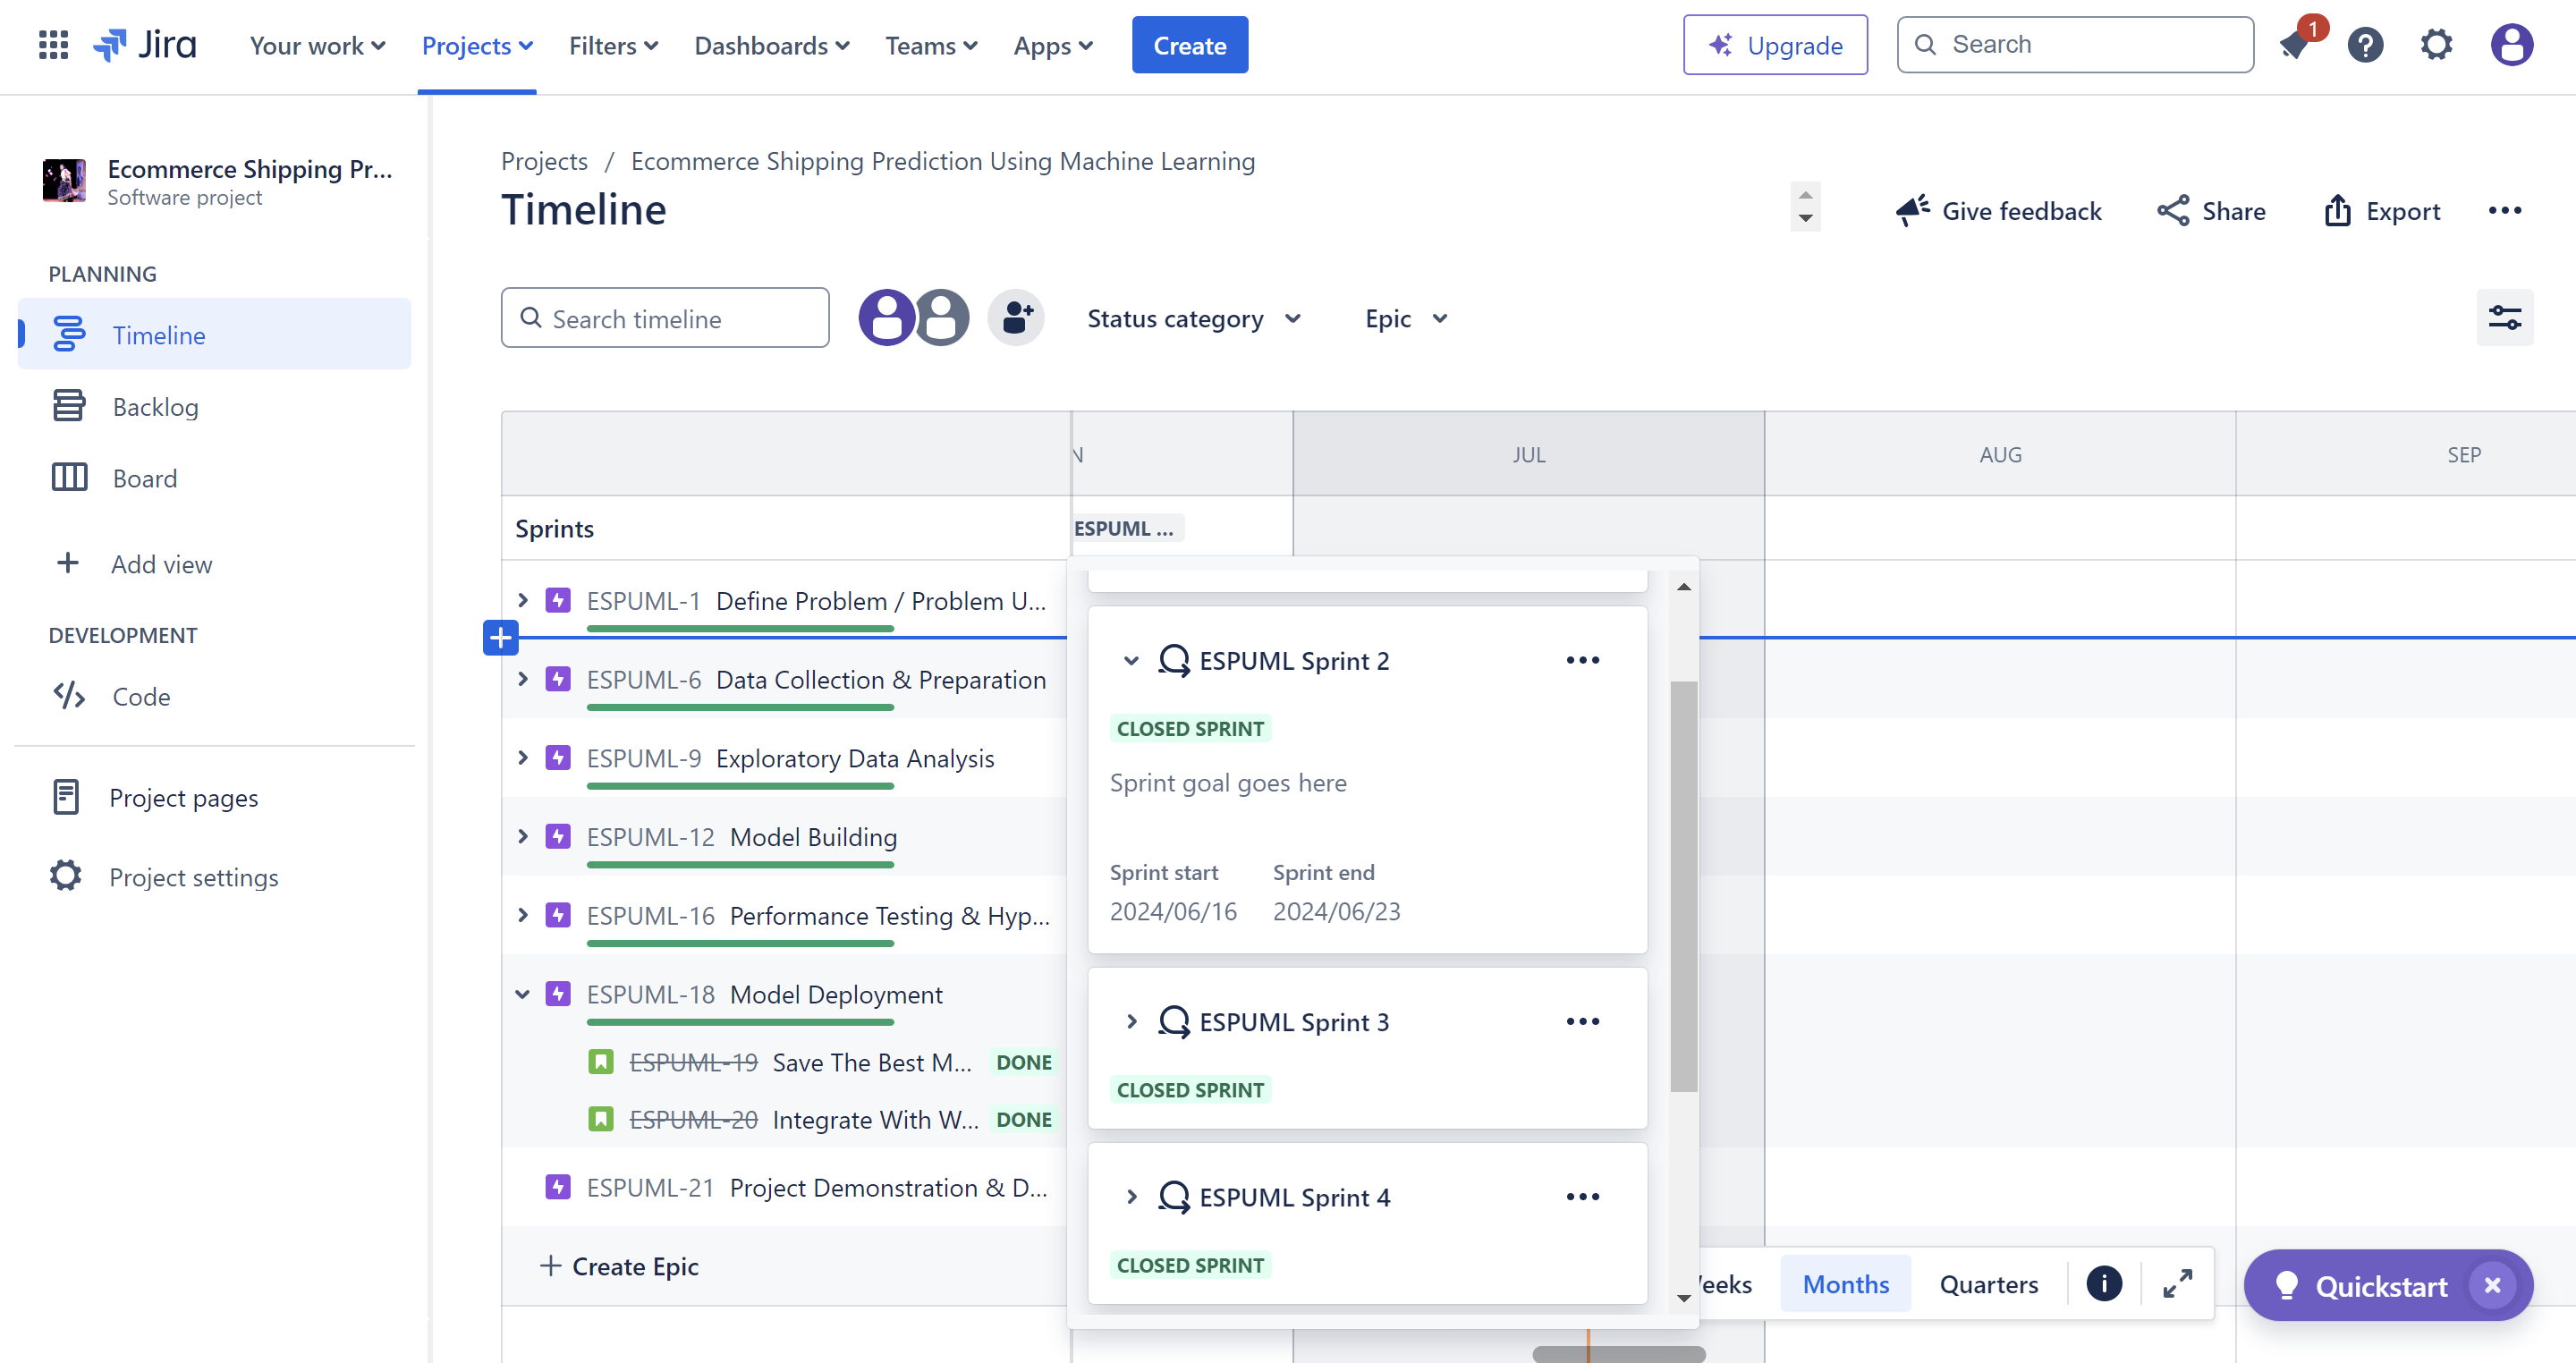 Jira
Your work
Projects
Filters
Dashboards
Teams
Apps
Create
Upgrade
Search
1
Ecommerce Shipping Pr...
Software project
PLANNING
Timeline
Backlog
Board
Add view
DEVELOPMENT
Code
Project pages
Project settings
Projects / Ecommerce Shipping Prediction Using Machine Learning
Timeline
Give feedback
Share
Export
Search timeline
Status category
Epic
N
JUL
AUG
SEP
Sprints
ESPUML ...
ESPUML-1 Define Problem / Problem U...
ESPUML-6 Data Collection & Preparation
ESPUML-9 Exploratory Data Analysis
ESPUML-12 Model Building
ESPUML-16 Performance Testing & Hyp...
ESPUML-18 Model Deployment
ESPUML-19 Save The Best M... DONE
ESPUML-20 Integrate With W... DONE
ESPUML-21 Project Demonstration & D...
Create Epic
ESPUML Sprint 2
CLOSED SPRINT
Sprint goal goes here
Sprint start Sprint end
2024/06/16 2024/06/23
ESPUML Sprint 3
CLOSED SPRINT
ESPUML Sprint 4
CLOSED SPRINT
eeks
Months
Quarters
Quickstart